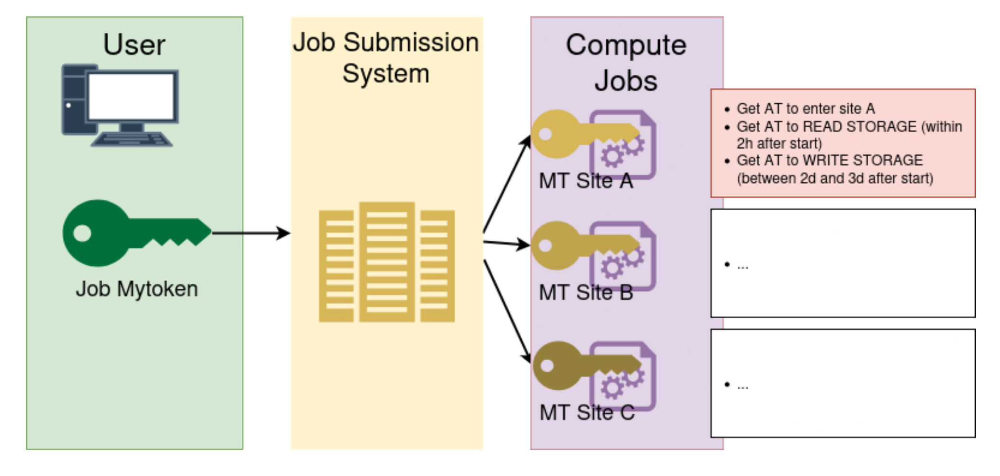 User
Job Mytoken
Job Submission
System
Compute
Jobs
MT Site A
• Get AT to enter site A
• Get AT to READ STORAGE (within
2h after start)
• Get AT to WRITE STORAGE
(between 2d and 3d after start)
MT Site B
• ...
MT Site C
• ...